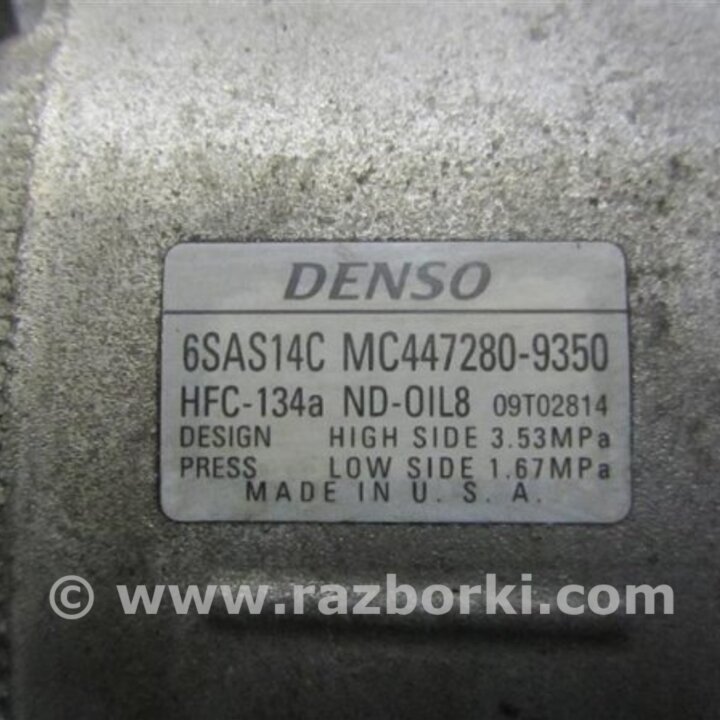 DENSO
6SAS14C MC447280-9350
HFC-134a ND-OIL8 09T02814
DESIGN HIGH SIDE 3.53MPa
PRESS LOW SIDE 1.67MPa
MADE IN U. S. A.
© www.razborki.com